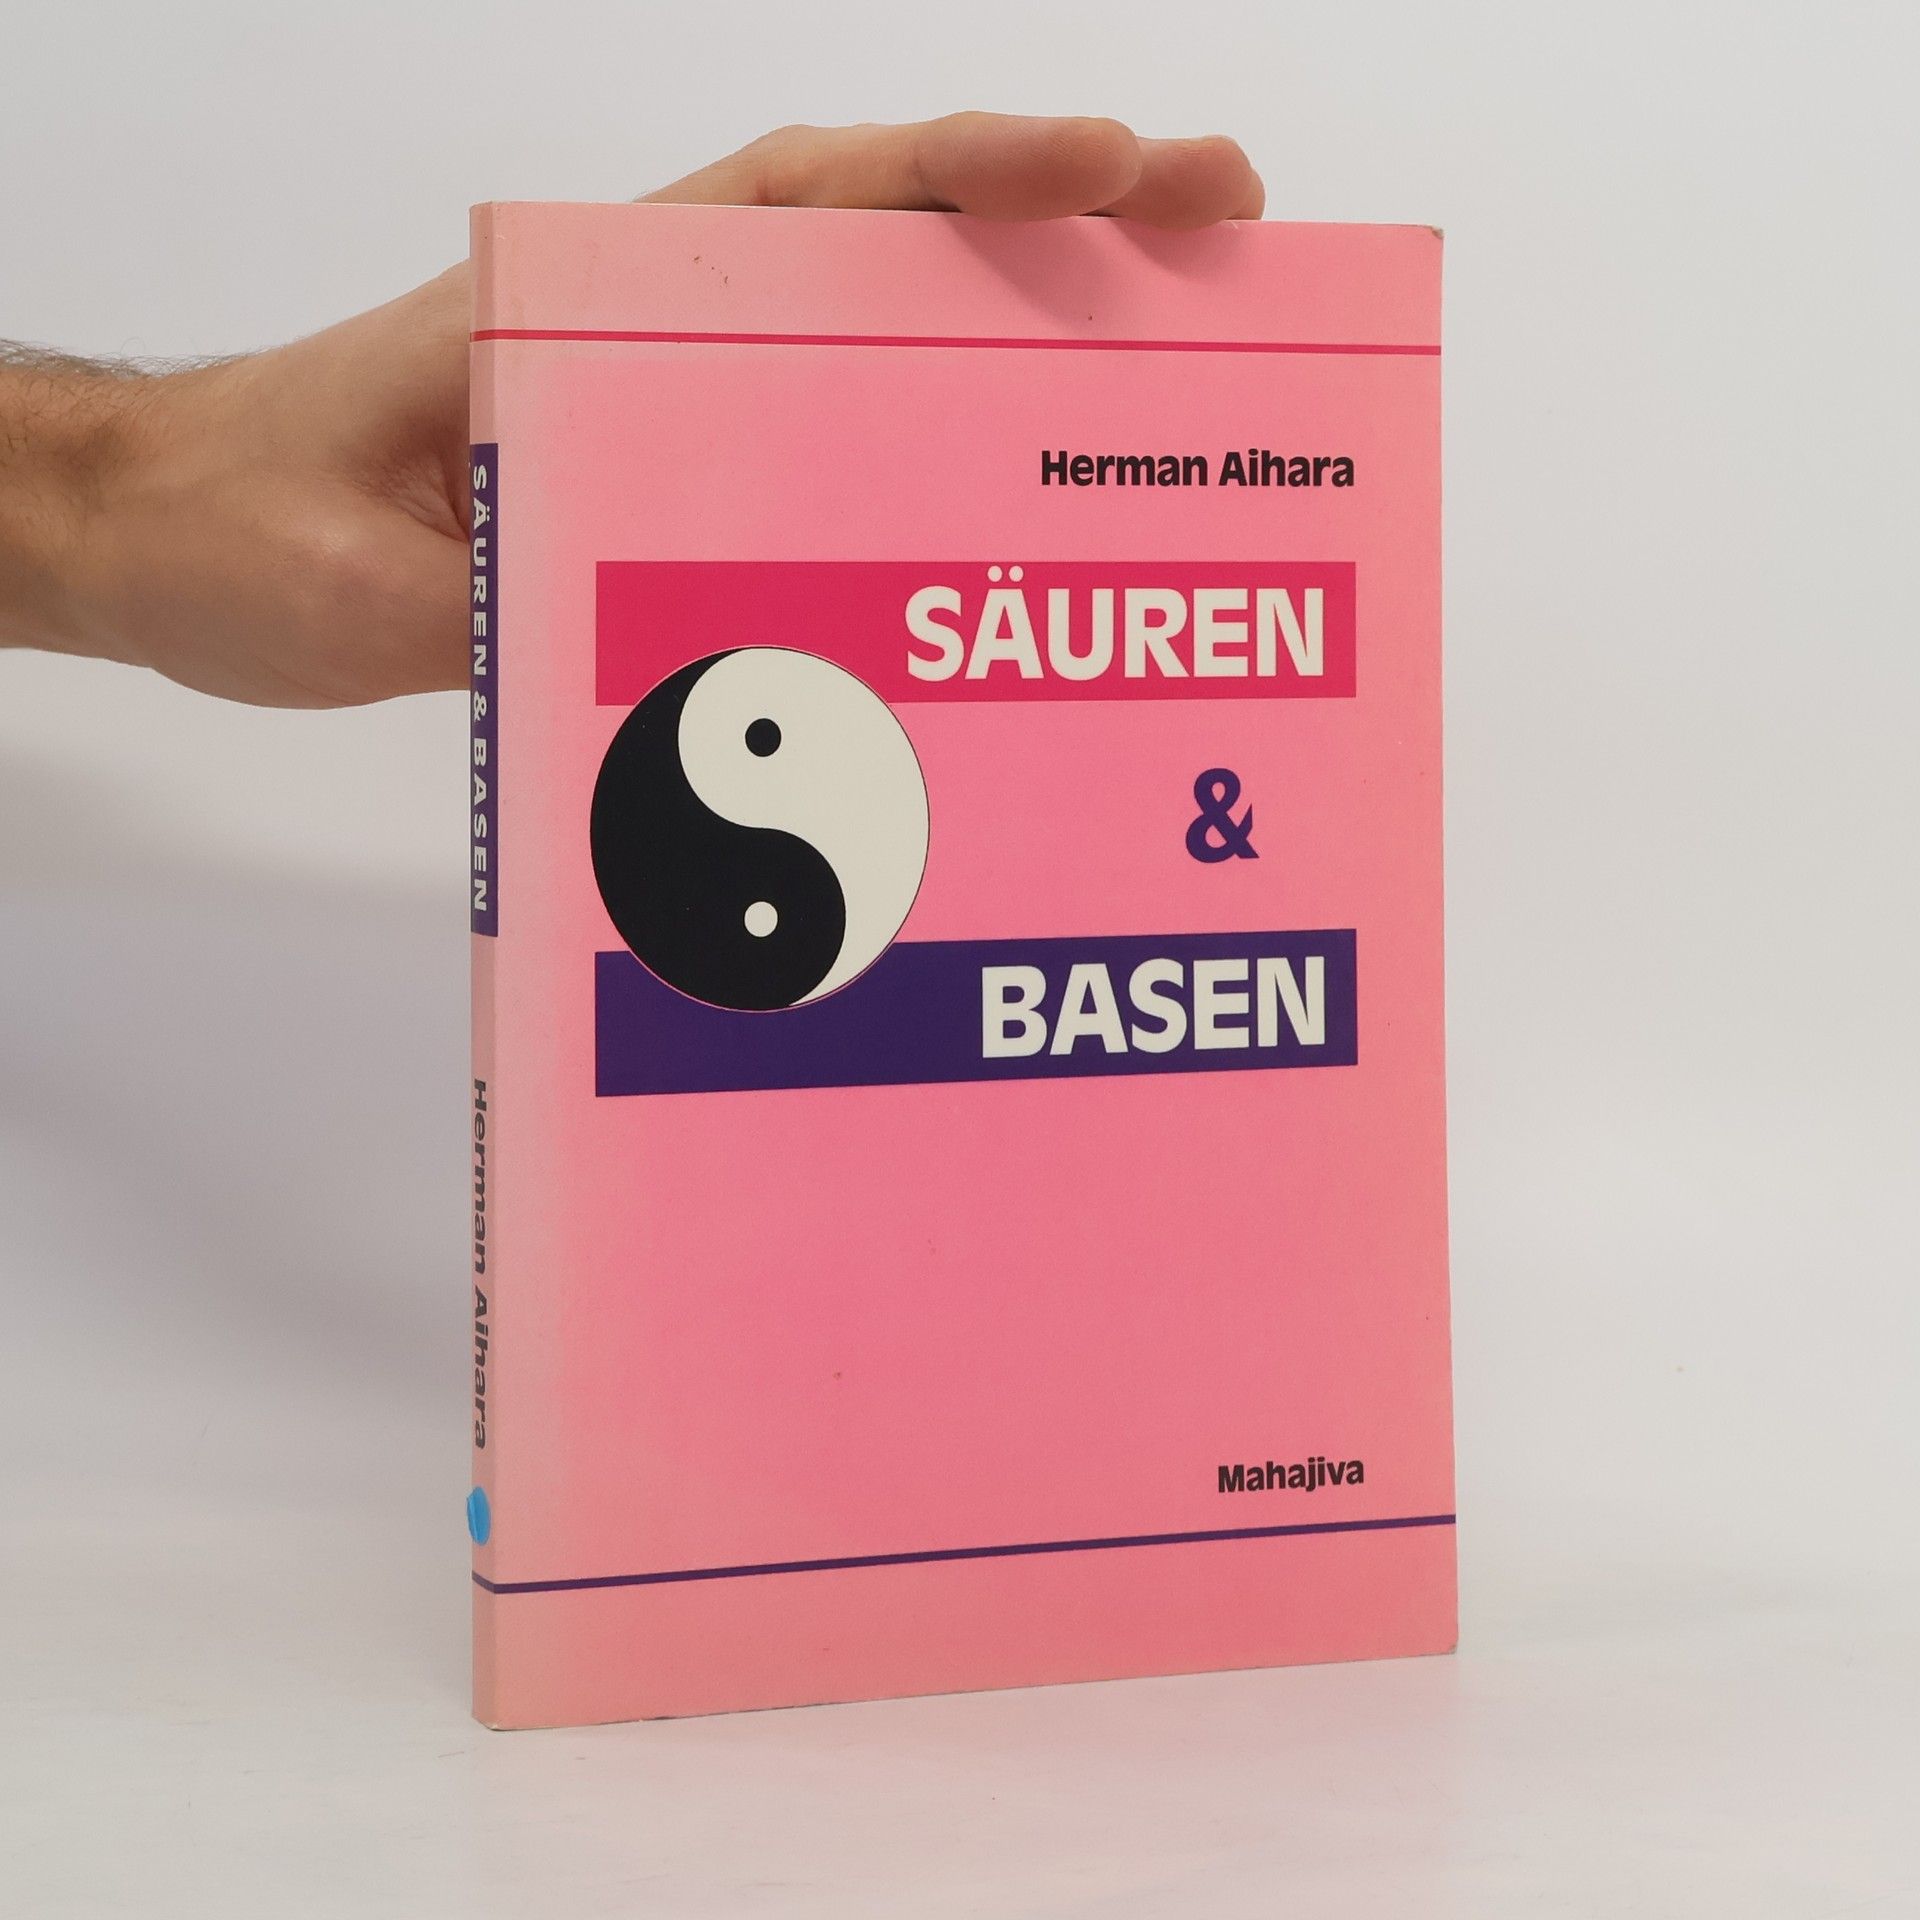 Herman Aihara
SÄUREN
&
BASEN
Mahajiva
SÄUREN & BASEN
Herman Aihara